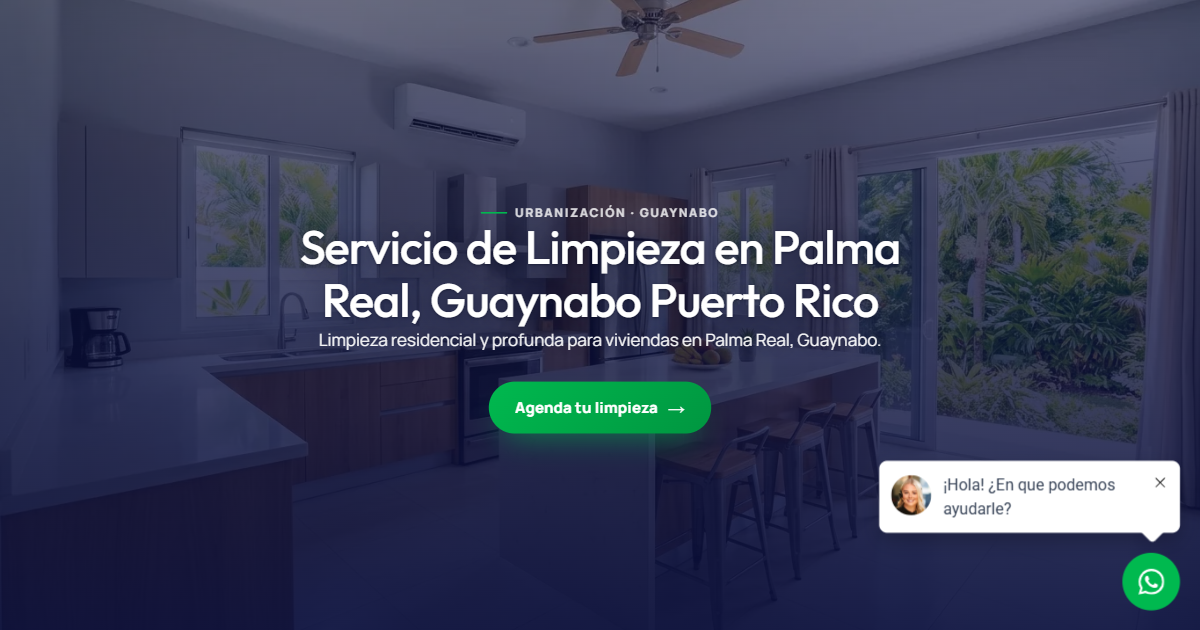 URBANIZACIÓN · GUAYNABO
Servicio de Limpieza en Palma
Real, Guaynabo Puerto Rico
Limpieza residencial y profunda para viviendas en Palma Real, Guaynabo.
Agenda tu limpieza →
¡Hola! ¿En que podemos
ayudarle?